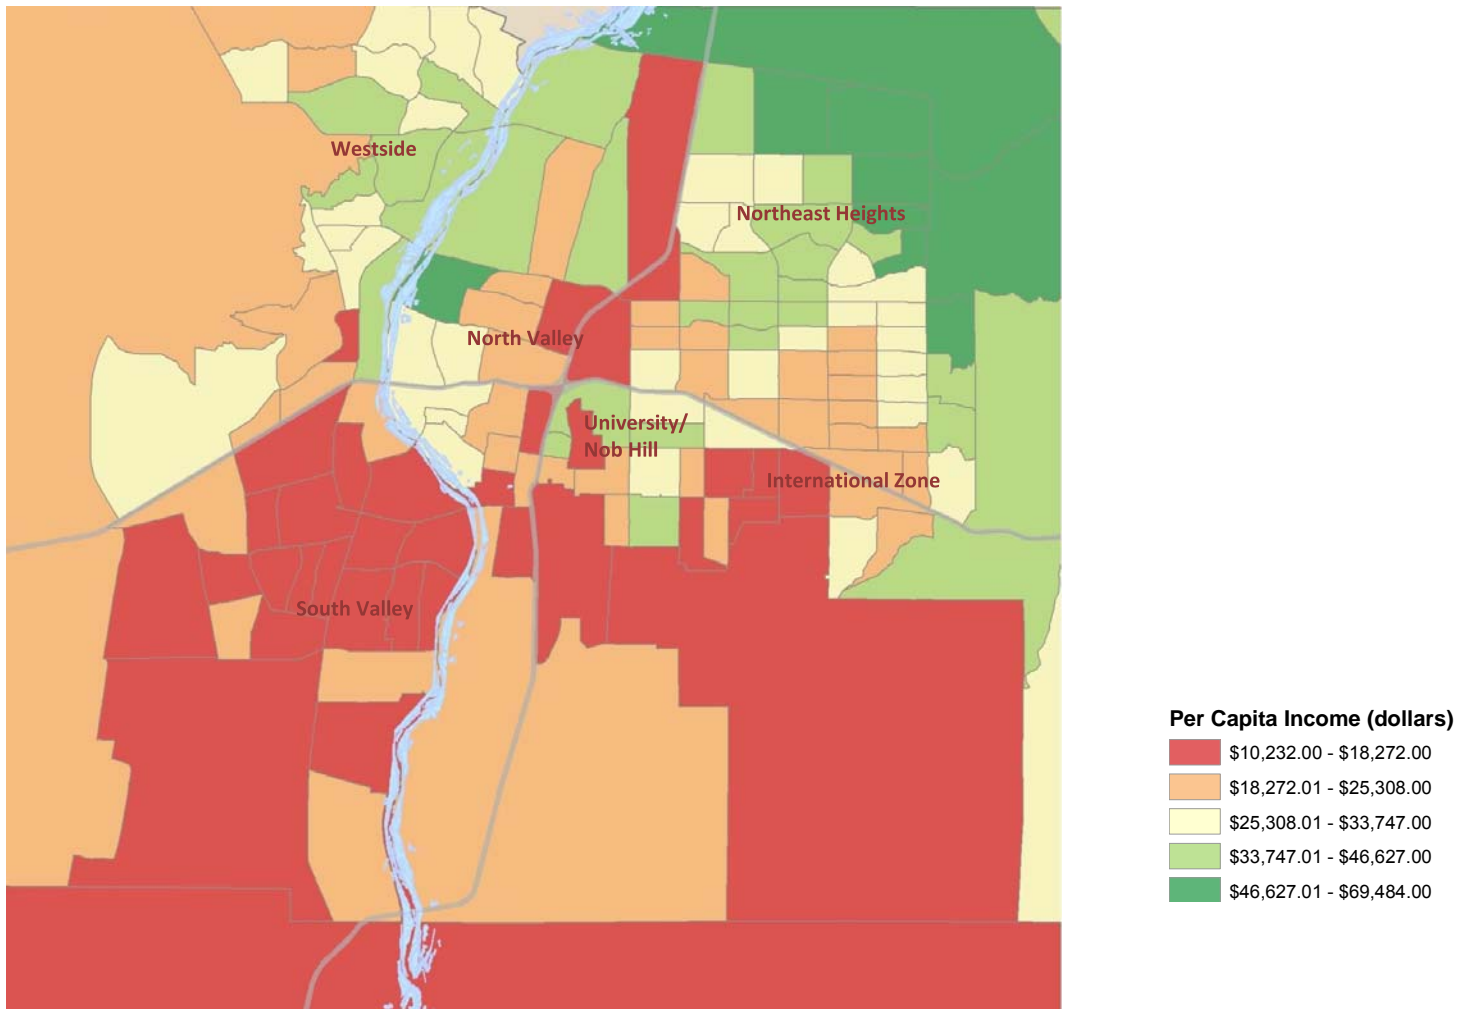 Westside
Northeast Heights
North Valley
University/
Nob Hill
International Zone
South Valley
Per Capita Income (dollars)
$10,232.00 - $18,272.00
$18,272.01 - $25,308.00
$25,308.01 - $33,747.00
$33,747.01 - $46,627.00
$46,627.01 - $69,484.00